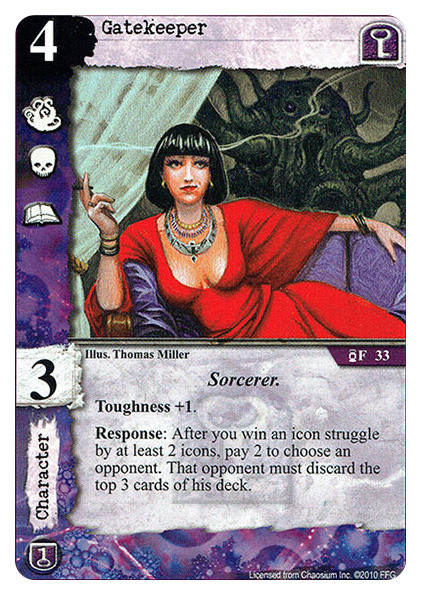 4
Gatekeeper
Illus. Thomas Miller
F 33
3
Sorcerer.
Toughness +1.
Response: After you win an icon struggle
by at least 2 icons, pay 2 to choose an
opponent. That opponent must discard the
top 3 cards of his deck.
Character
1
Licensed from Chaosium Inc. ©2010 FFG